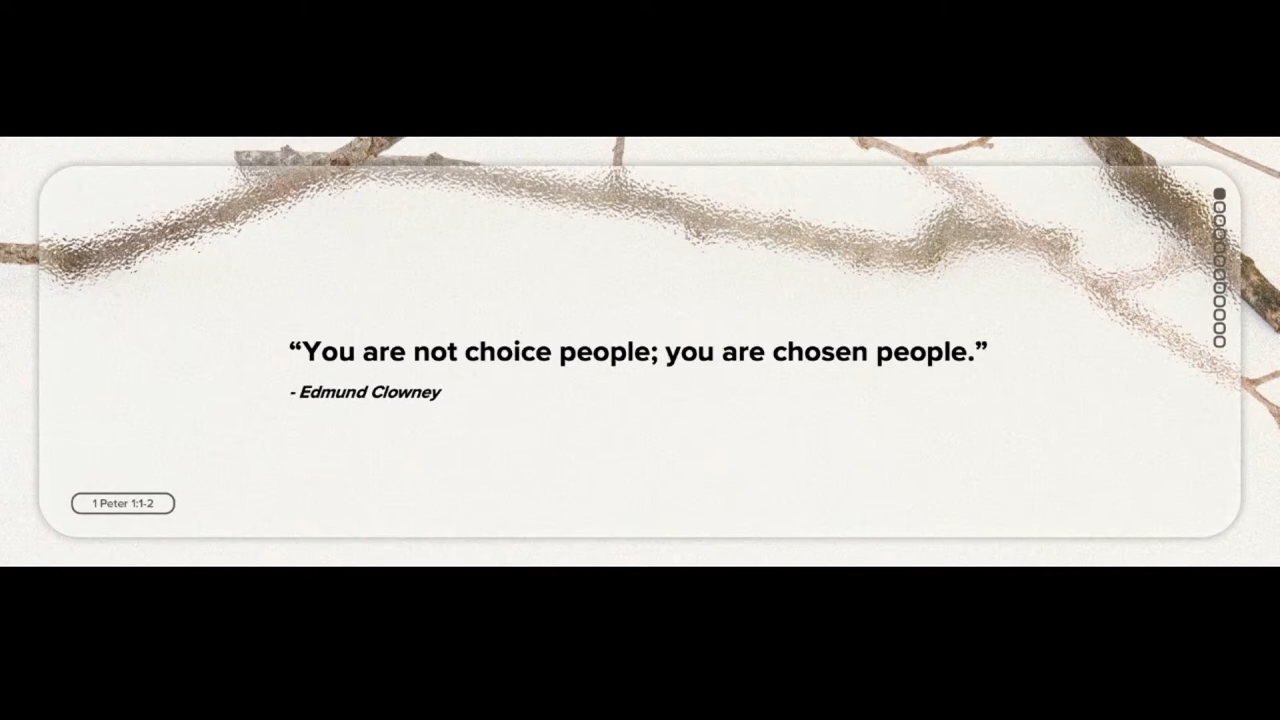 “You are not choice people; you are chosen people.”
- Edmund Clowney
1 Peter 1:1-2